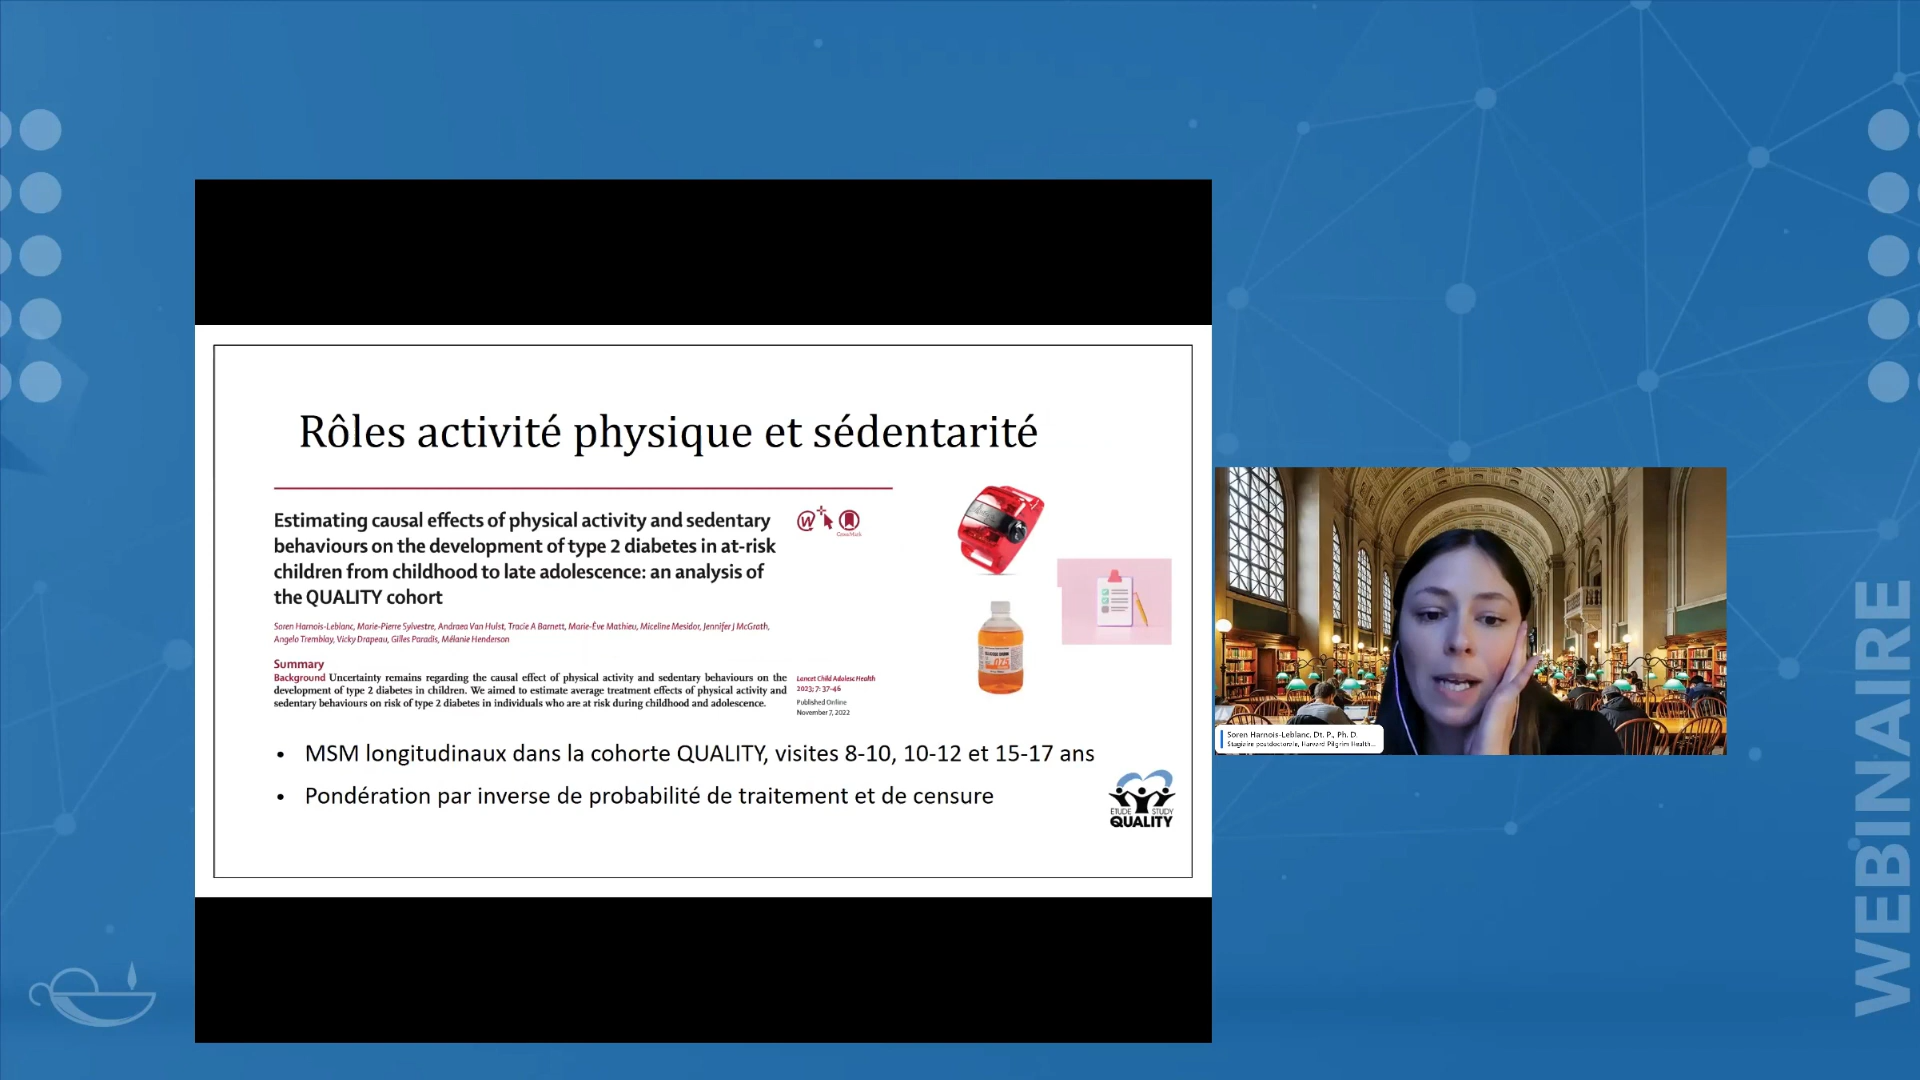 Rôles activité physique et sédentarité
Estimating causal effects of physical activity and sedentary
behaviours on the development of type 2 diabetes in at-risk
children from childhood to late adolescence: an analysis of
the QUALITY cohort
CrossMark
Soren Harnois-Leblanc, Marie-Pierre Sylvestre, Andraea Van Hulst, Tracie A Barnett, Marie-Ève Mathieu, Miceline Mesidor, Jennifer J McGrath,
Angelo Tremblay, Vicky Drapeau, Gilles Paradis, Mélanie Henderson
Summary
Background Uncertainty remains regarding the causal effect of physical activity and sedentary behaviours on the
development of type 2 diabetes in children. We aimed to estimate average treatment effects of physical activity and
sedentary behaviours on risk of type 2 diabetes in individuals who are at risk during childhood and adolescence.
Lancet Child Adolesc Health
2023; 7: 37-46
Published Online
November 7, 2022
• MSM longitudinaux dans la cohorte QUALITY, visites 8-10, 10-12 et 15-17 ans
• Pondération par inverse de probabilité de traitement et de censure
ETUDE STUDY
QUALITY
Soren Harnois-Leblanc, Dt. P., Ph. D.
Stagiaire postdoctorale, Harvard Pilgrim Health...
WEBINAIRE